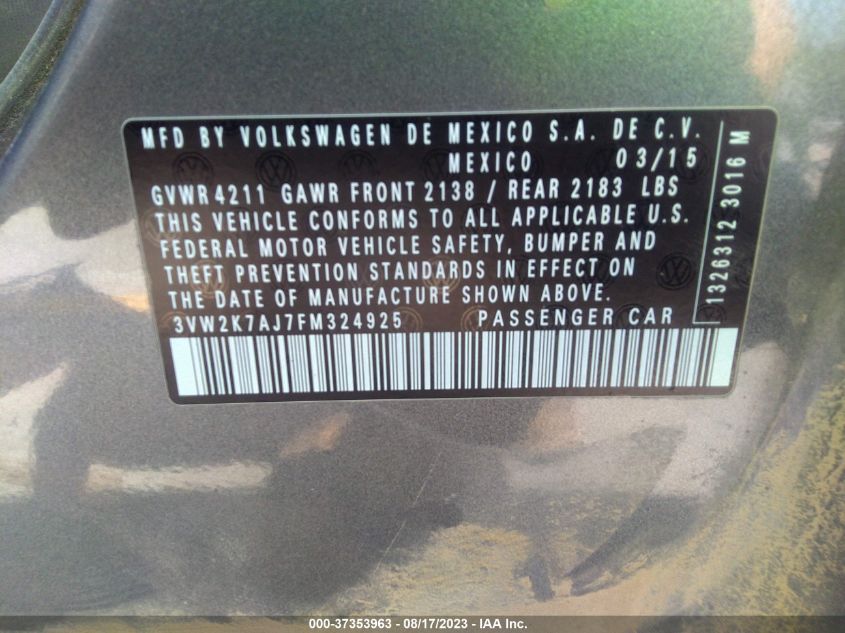 MFD BY VOLKSWAGEN DE MEXICO S.A. DE C.V.
MEXICO 03/15
GVWR 4211 GAWR FRONT 2138 / REAR 2183 LBS
THIS VEHICLE CONFORMS TO ALL APPLICABLE U.S.
FEDERAL MOTOR VEHICLE SAFETY, BUMPER AND
THEFT PREVENTION STANDARDS IN EFFECT ON
THE DATE OF MANUFACTURE SHOWN ABOVE.
3VW2K7AJ7FM324925 PASSENGER CAR
1326312 3016 M
000-37353963 - 08/17/2023 - IAA Inc.